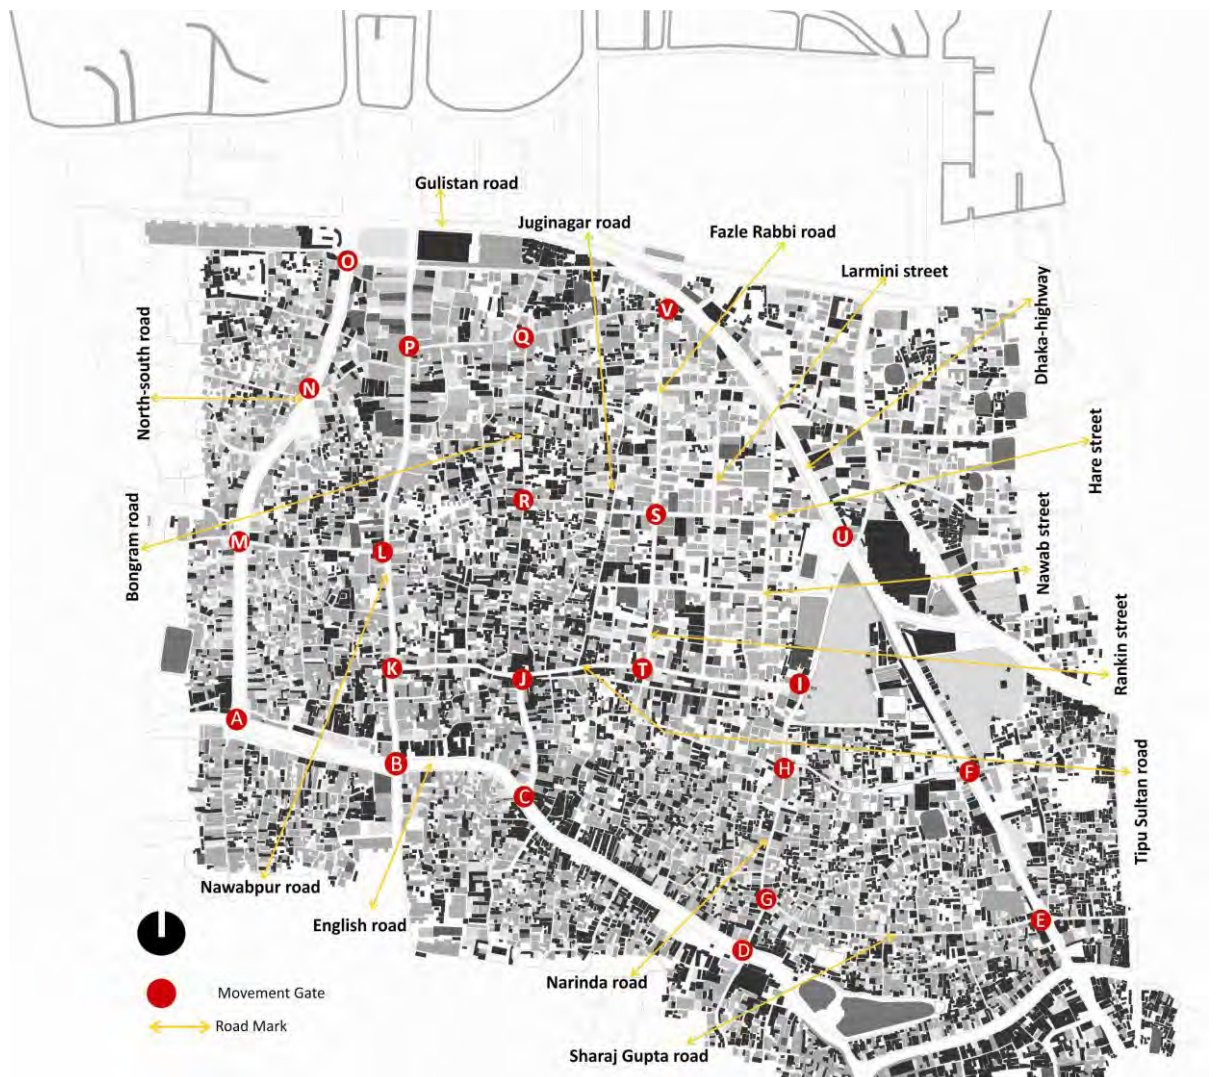 Gulistan road
Juginagar road
Fazle Rabbi road
Larmini street
Dhaka-highway
North-south road
Hare street
Bongram road
Nawab street
Rankin street
Tipu Sultan road
O
V
Q
P
N
R
S
U
M
L
K
J
T
I
A
B
H
F
C
G
E
D
Nawabpur road
English road
Narinda road
Sharaj Gupta road
Movement Gate
Road Mark